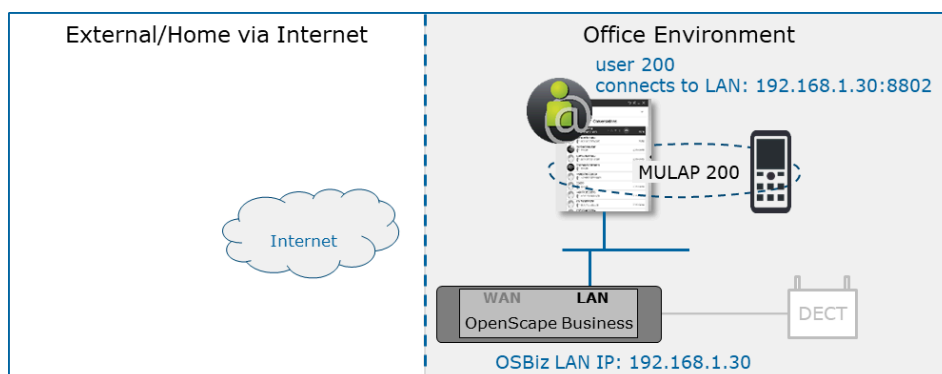 External/Home via Internet
Office Environment
user 200
connects to LAN: 192.168.1.30:8802
@
MULAP 200
Internet
WAN LAN
OpenScape Business
DECT
OSBiz LAN IP: 192.168.1.30